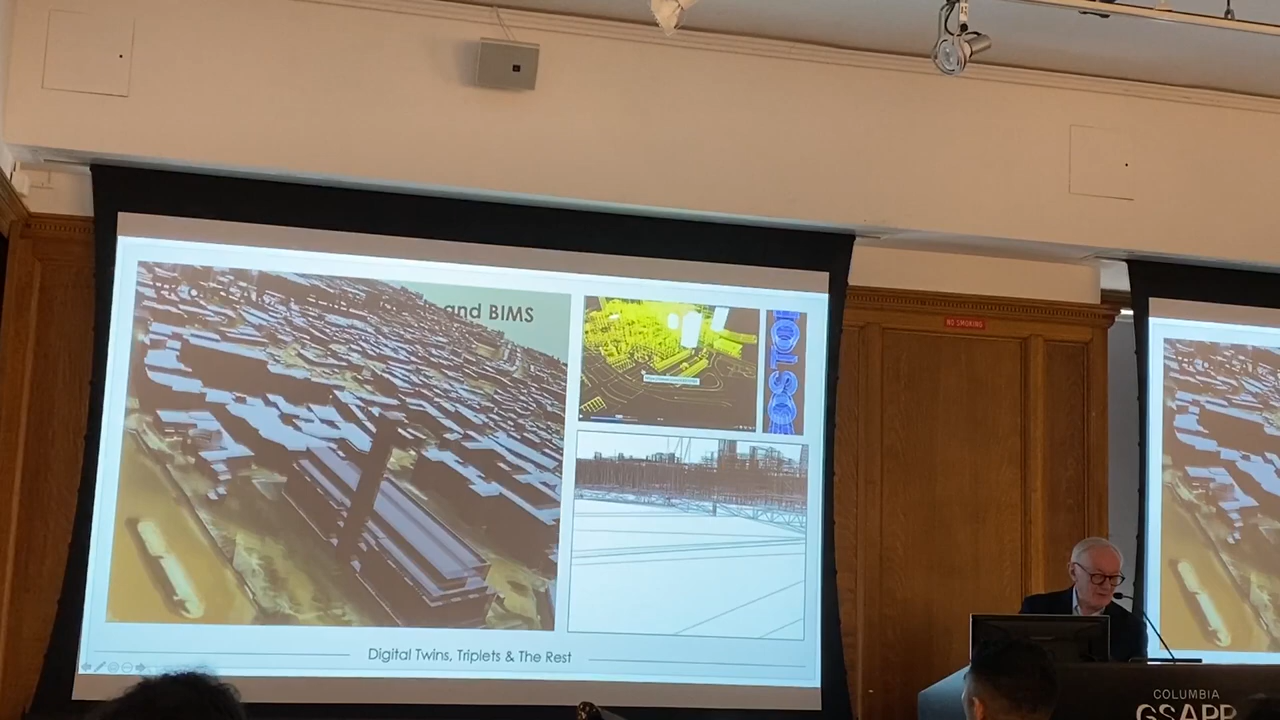 and BIMS
NO SMOKING
Digital Twins, Triplets & The Rest
COLUMBIA
GSAPP